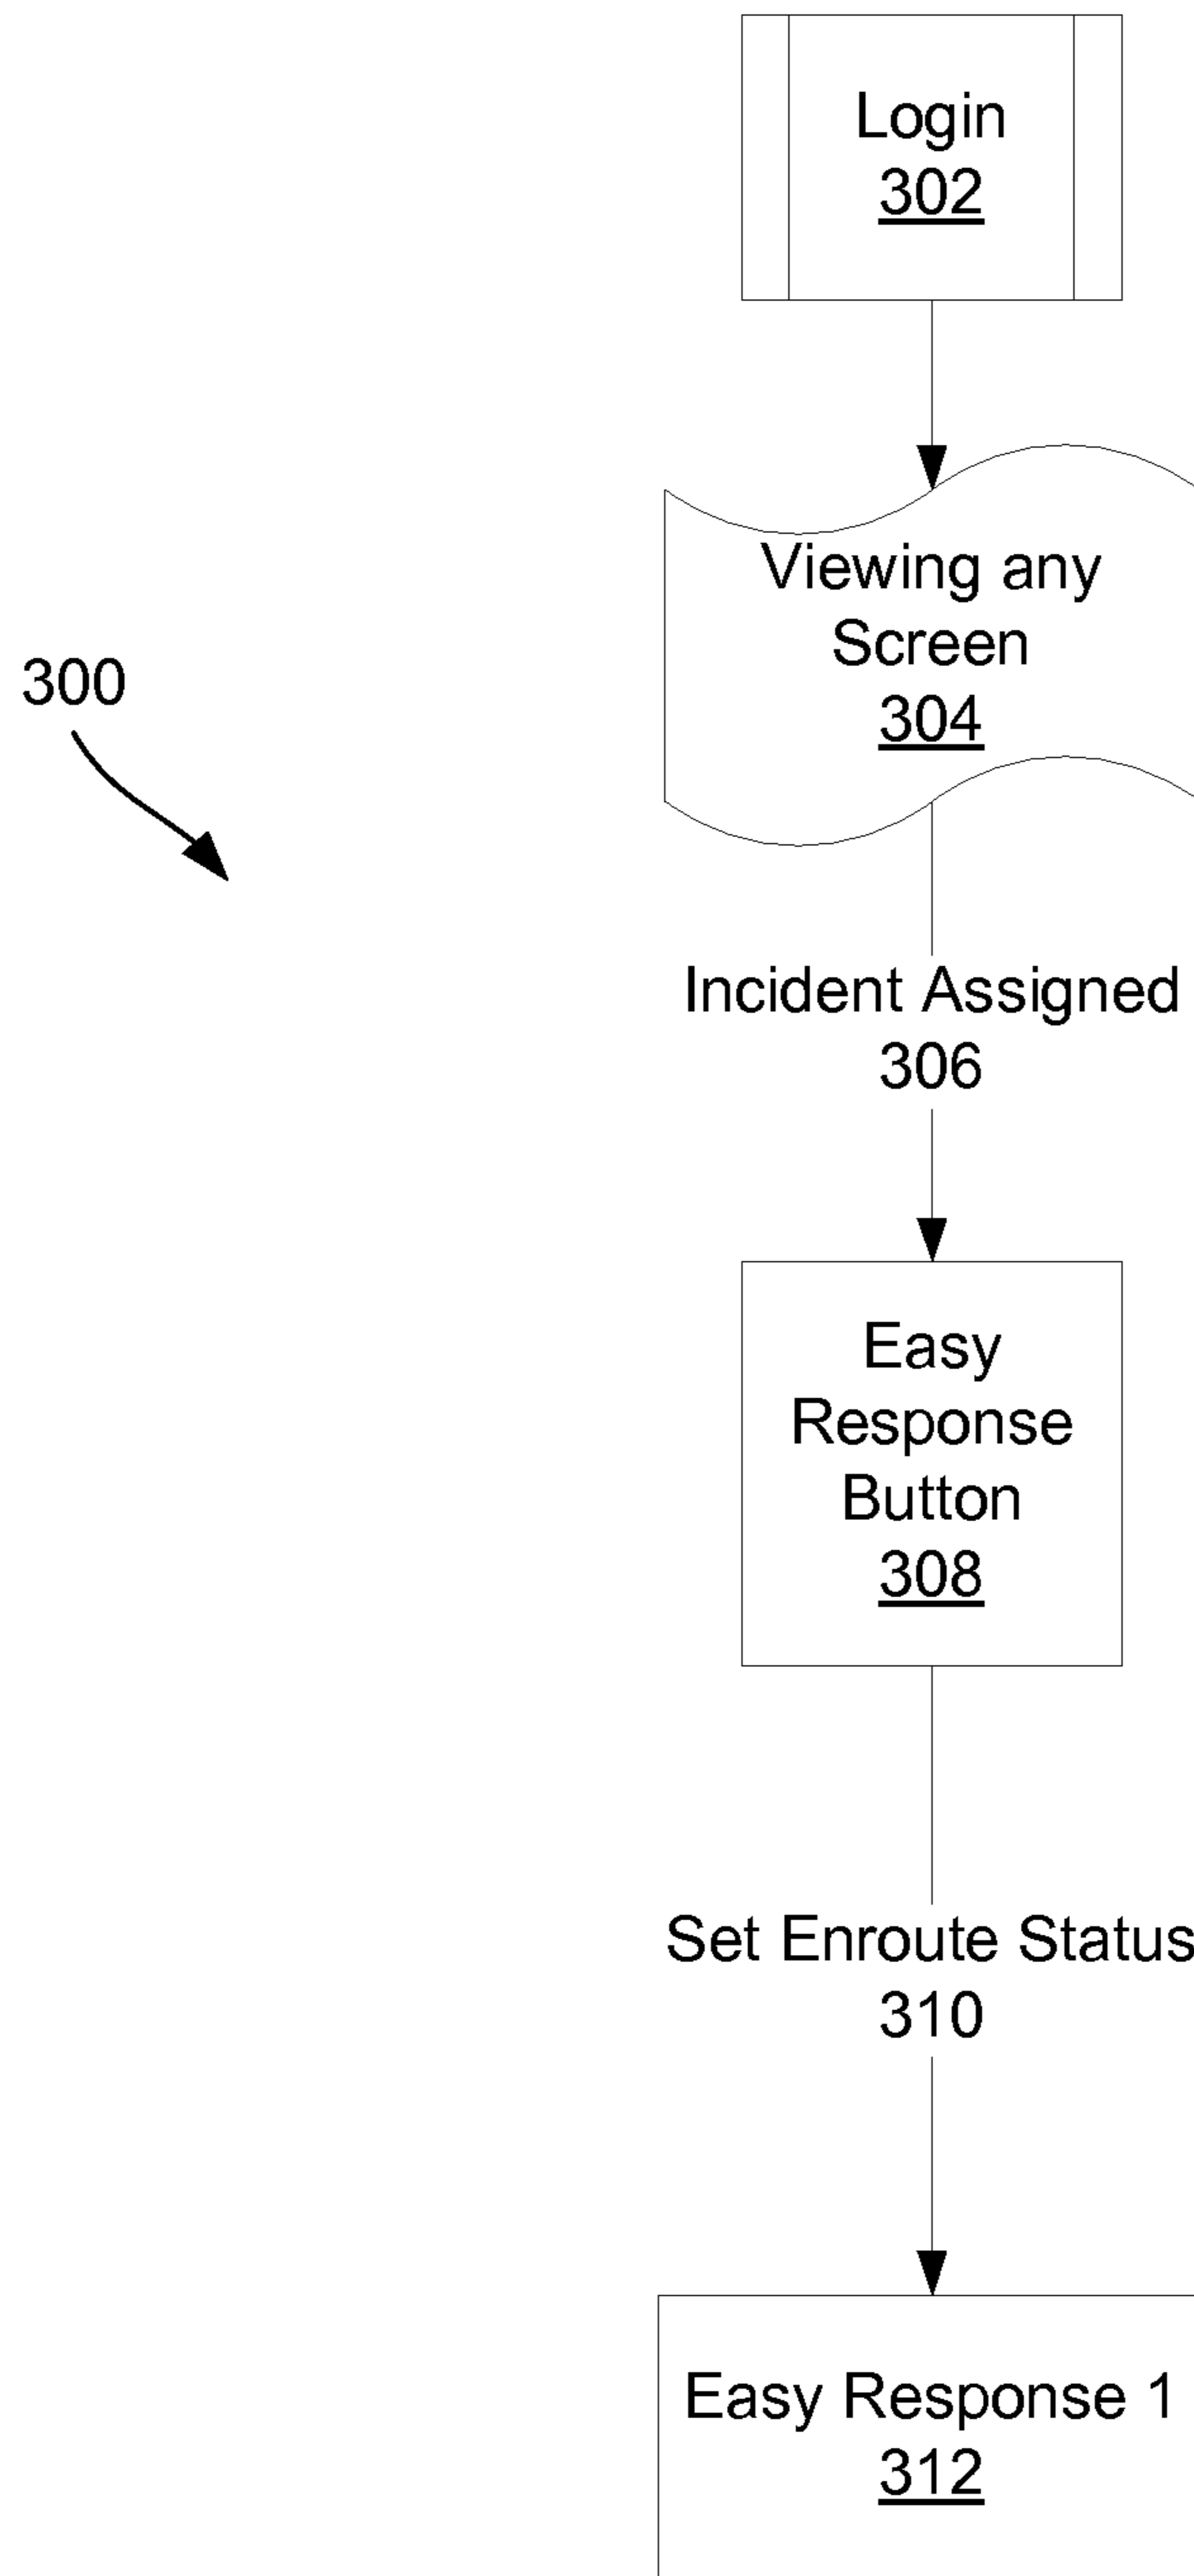 Login
302
Viewing any
Screen
304
300
Incident Assigned
306
Easy
Response
Button
308
Set Enroute Status
310
Easy Response 1
312